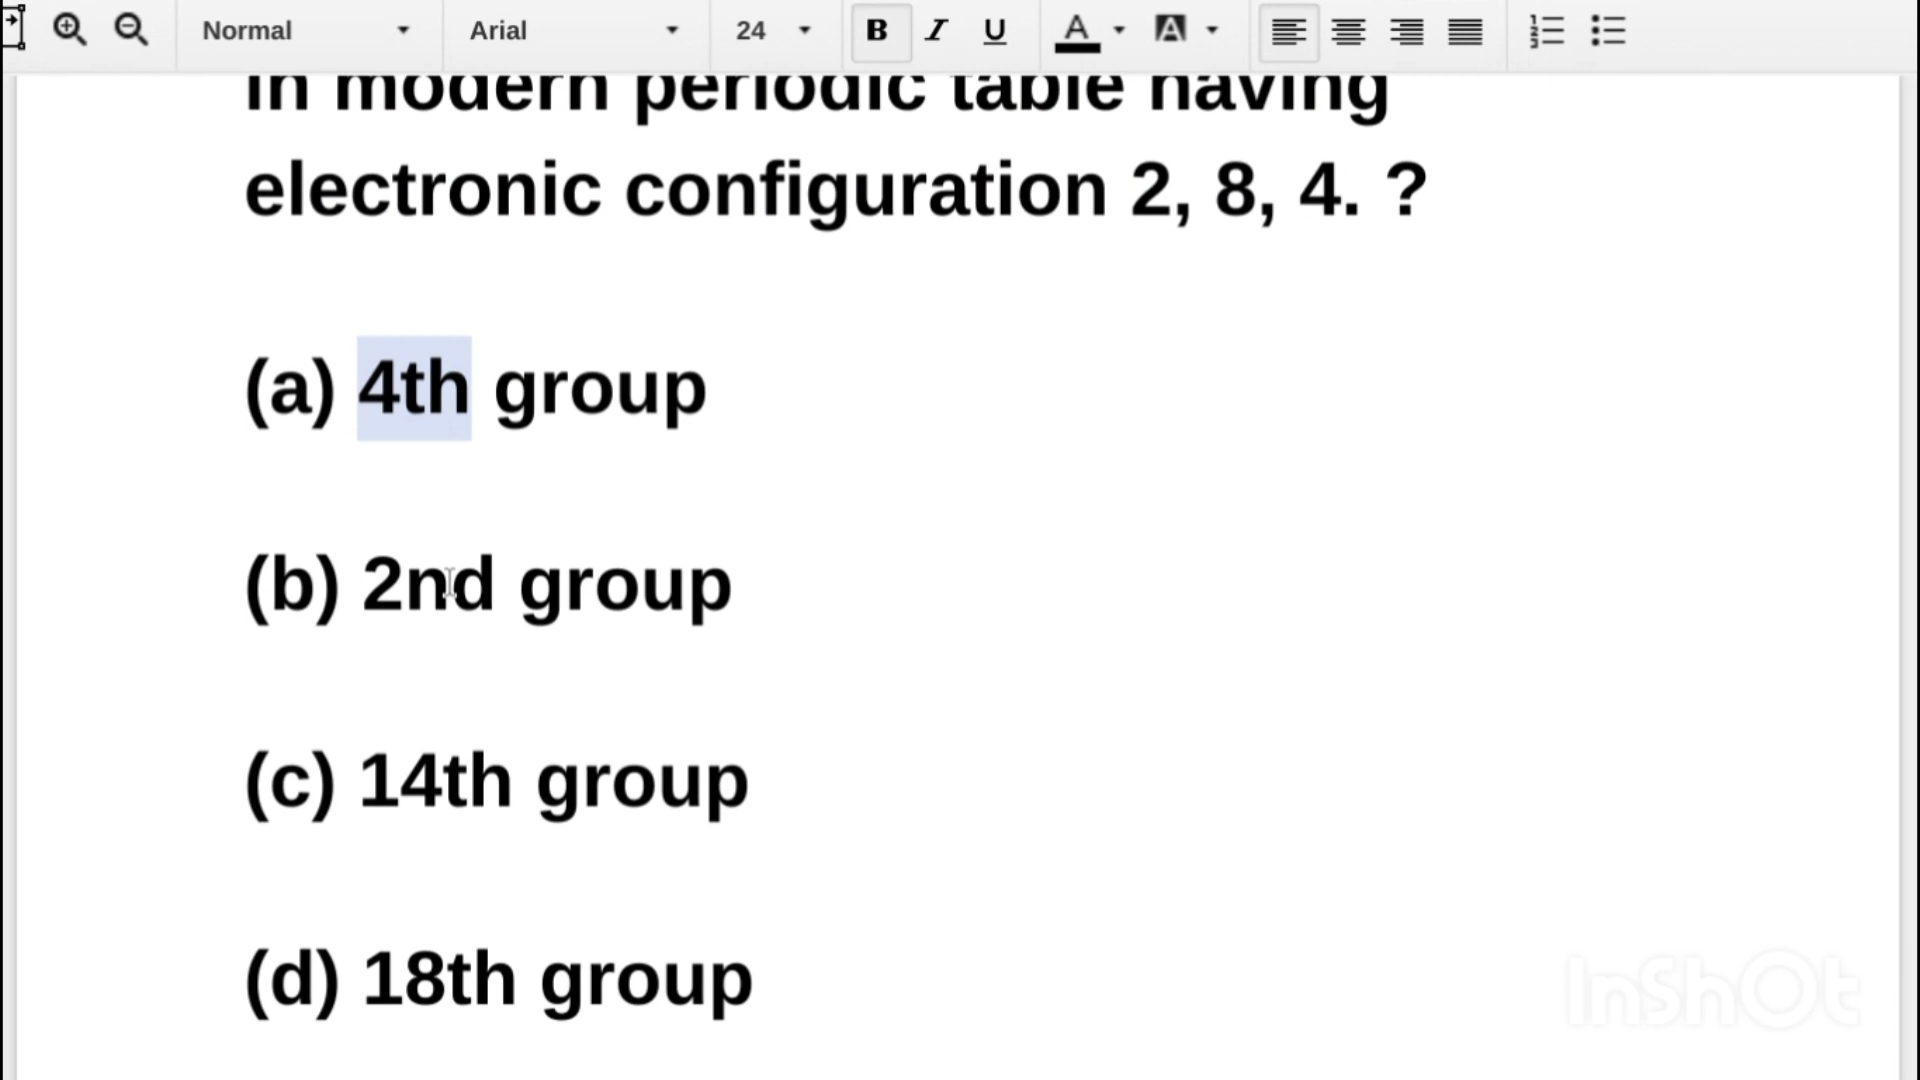 Normal Arial 24 B I U A A
in modern periodic table having
electronic configuration 2, 8, 4. ?
(a) 4th group
(b) 2nd group
(c) 14th group
(d) 18th group
InShOt